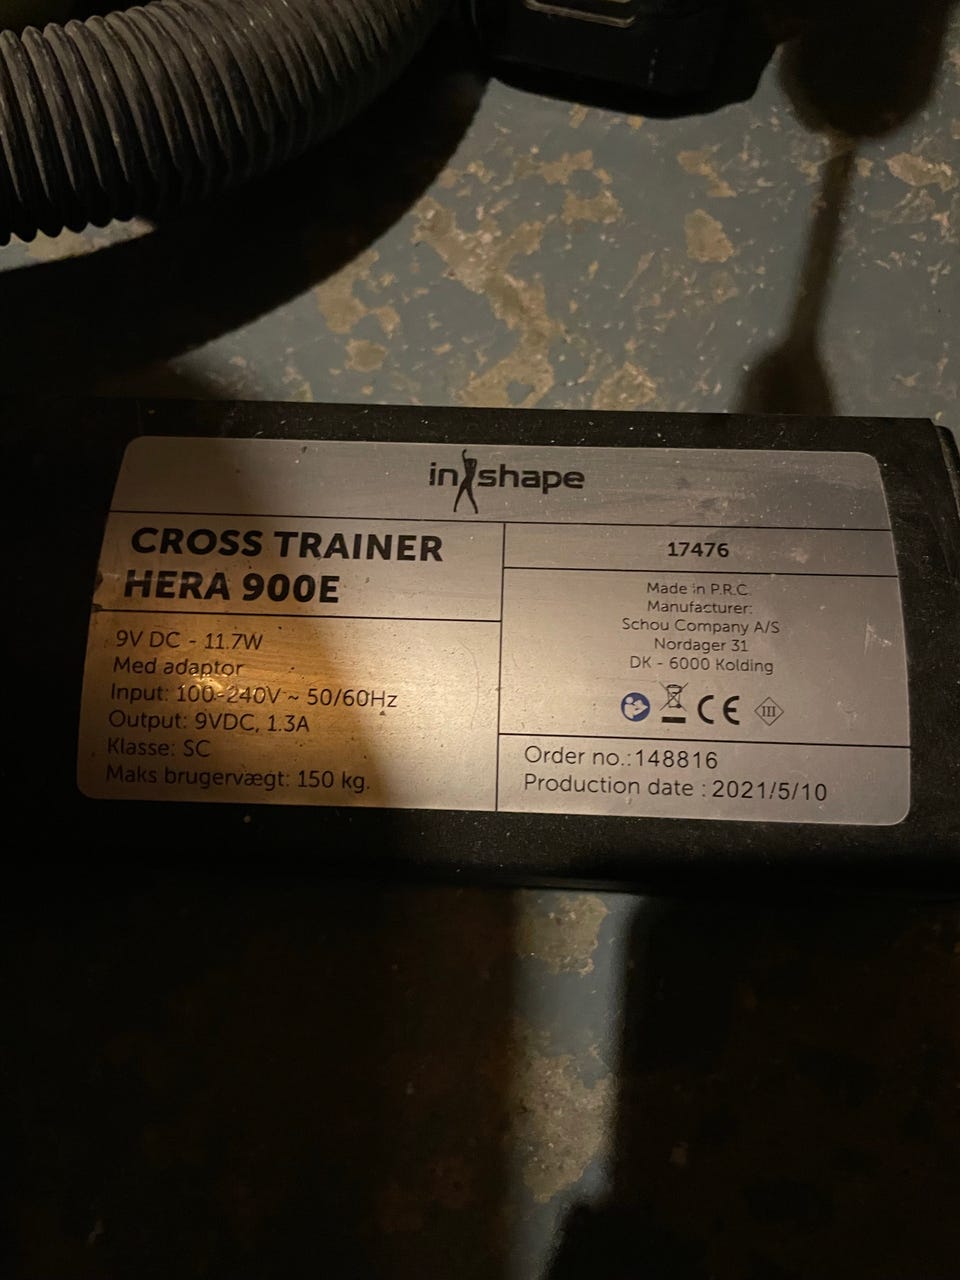 inshape
CROSS TRAINER
HERA 900E
9V DC - 11.7W
Med adaptor
Input: 100-240V ~ 50/60Hz
Output: 9VDC, 1.3A
Klasse: SC
Maks brugervægt: 150 kg.
17476
Made in P.R.C.
Manufacturer:
Schou Company A/S
Nordager 31
DK - 6000 Kolding
CE III
Order no.:148816
Production date : 2021/5/10